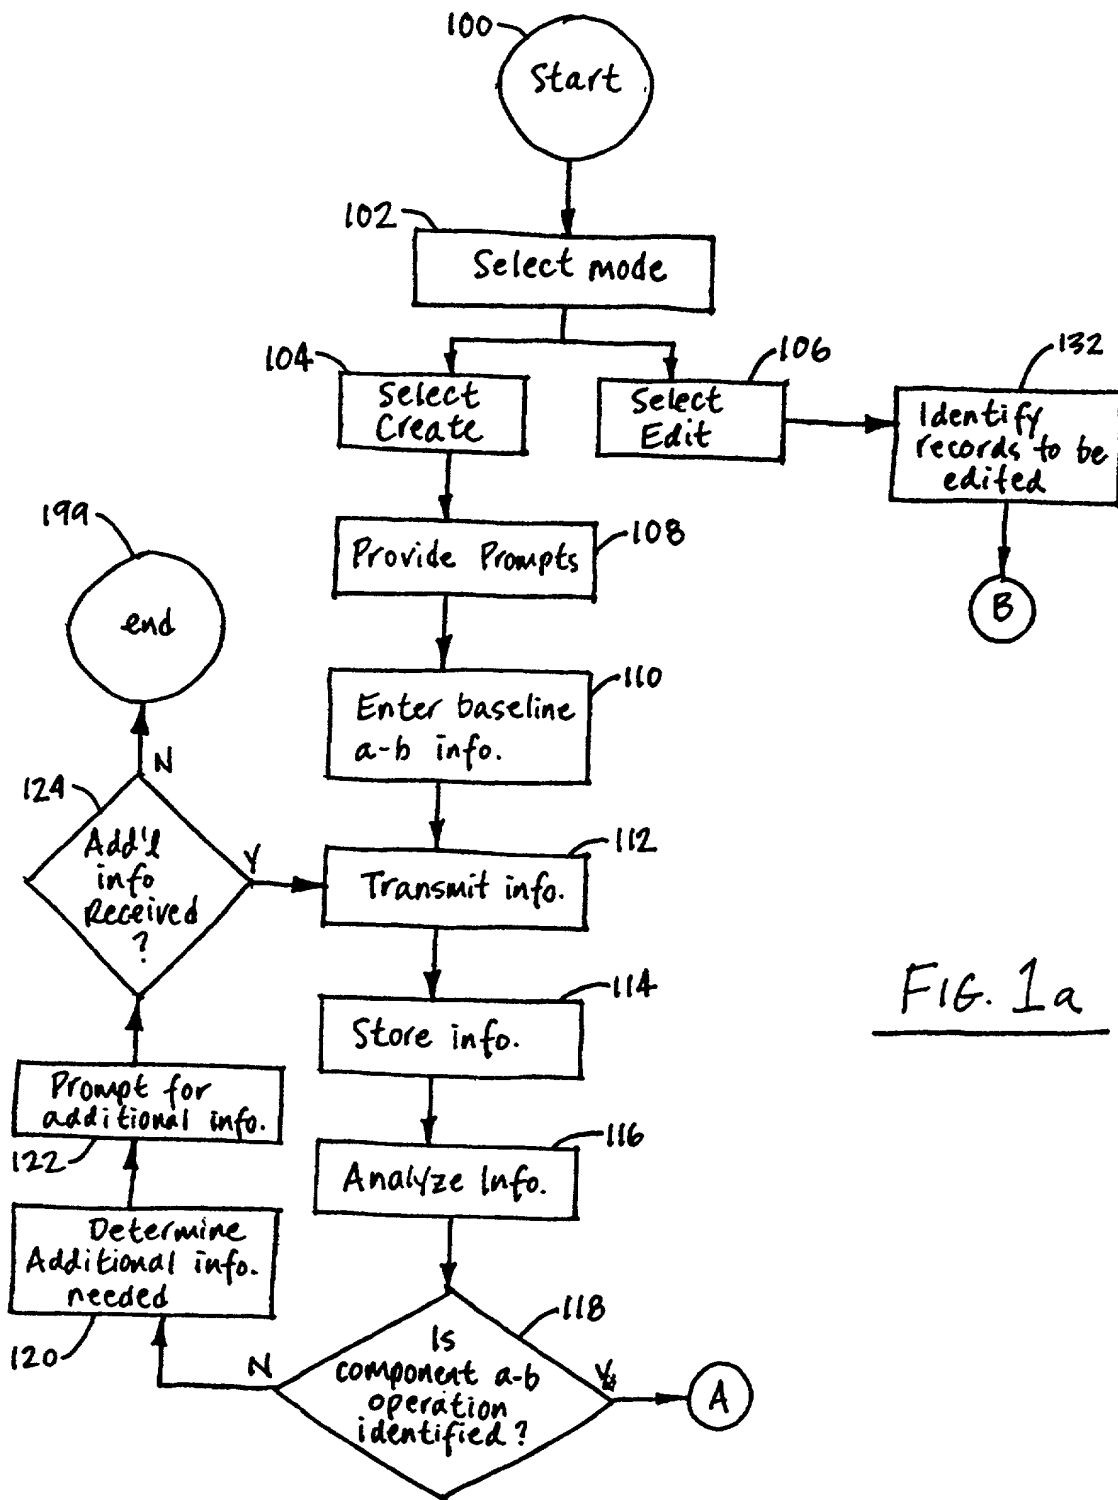 100
Start
102
Select mode
104
Select
Create
106
Select
Edit
132
Identify
records to be
edited
B
108
Provide Prompts
199
end
110
Enter baseline
a-b info.
N
124
Add'l
info
Received
?
Y
112
Transmit info.
114
Store info.
FIG. 1a
Prompt for
additional info.
122
116
Analyze Info.
Determine
Additional info.
needed
120
118
Is
component a-b
operation
identified?
N
Y
A